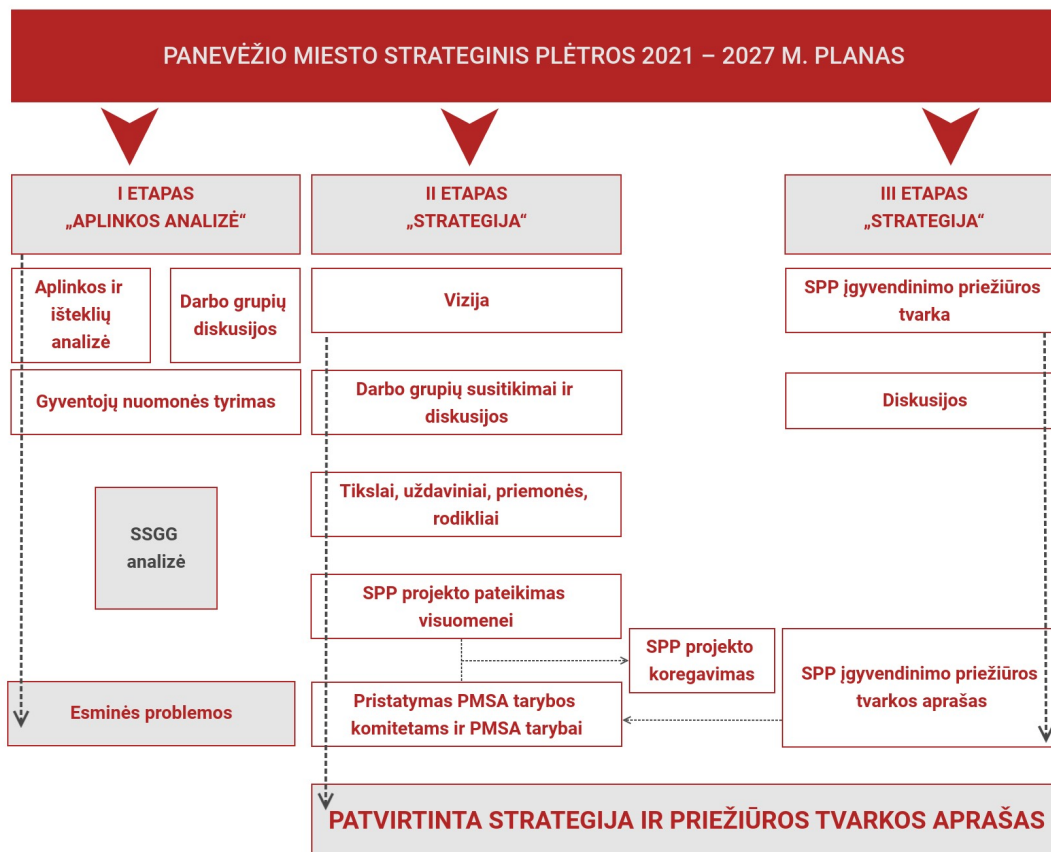 PANEVĖŽIO MIESTO STRATEGINIS PLĖTROS 2021 – 2027 M. PLANAS
I ETAPAS
„APLINKOS ANALIZĖ“
Aplinkos ir
išteklių
analizė
Darbo grupių
diskusijos
Gyventojų nuomonės tyrimas
SSGG
analizė
Esminės problemos
II ETAPAS
„STRATEGIJA“
Vizija
Darbo grupių susitikimai ir
diskusijos
Tikslai, uždaviniai, priemonės,
rodikliai
SPP projekto pateikimas
visuomenei
SPP projekto
koregavimas
Pristatymas PMSA tarybos
komitetams ir PMSA tarybai
III ETAPAS
„STRATEGIJA“
SPP įgyvendinimo priežiūros
tvarka
Diskusijos
SPP įgyvendinimo priežiūros
tvarkos aprašas
PATVIRTINTA STRATEGIJA IR PRIEŽIŪROS TVARKOS APRAŠAS